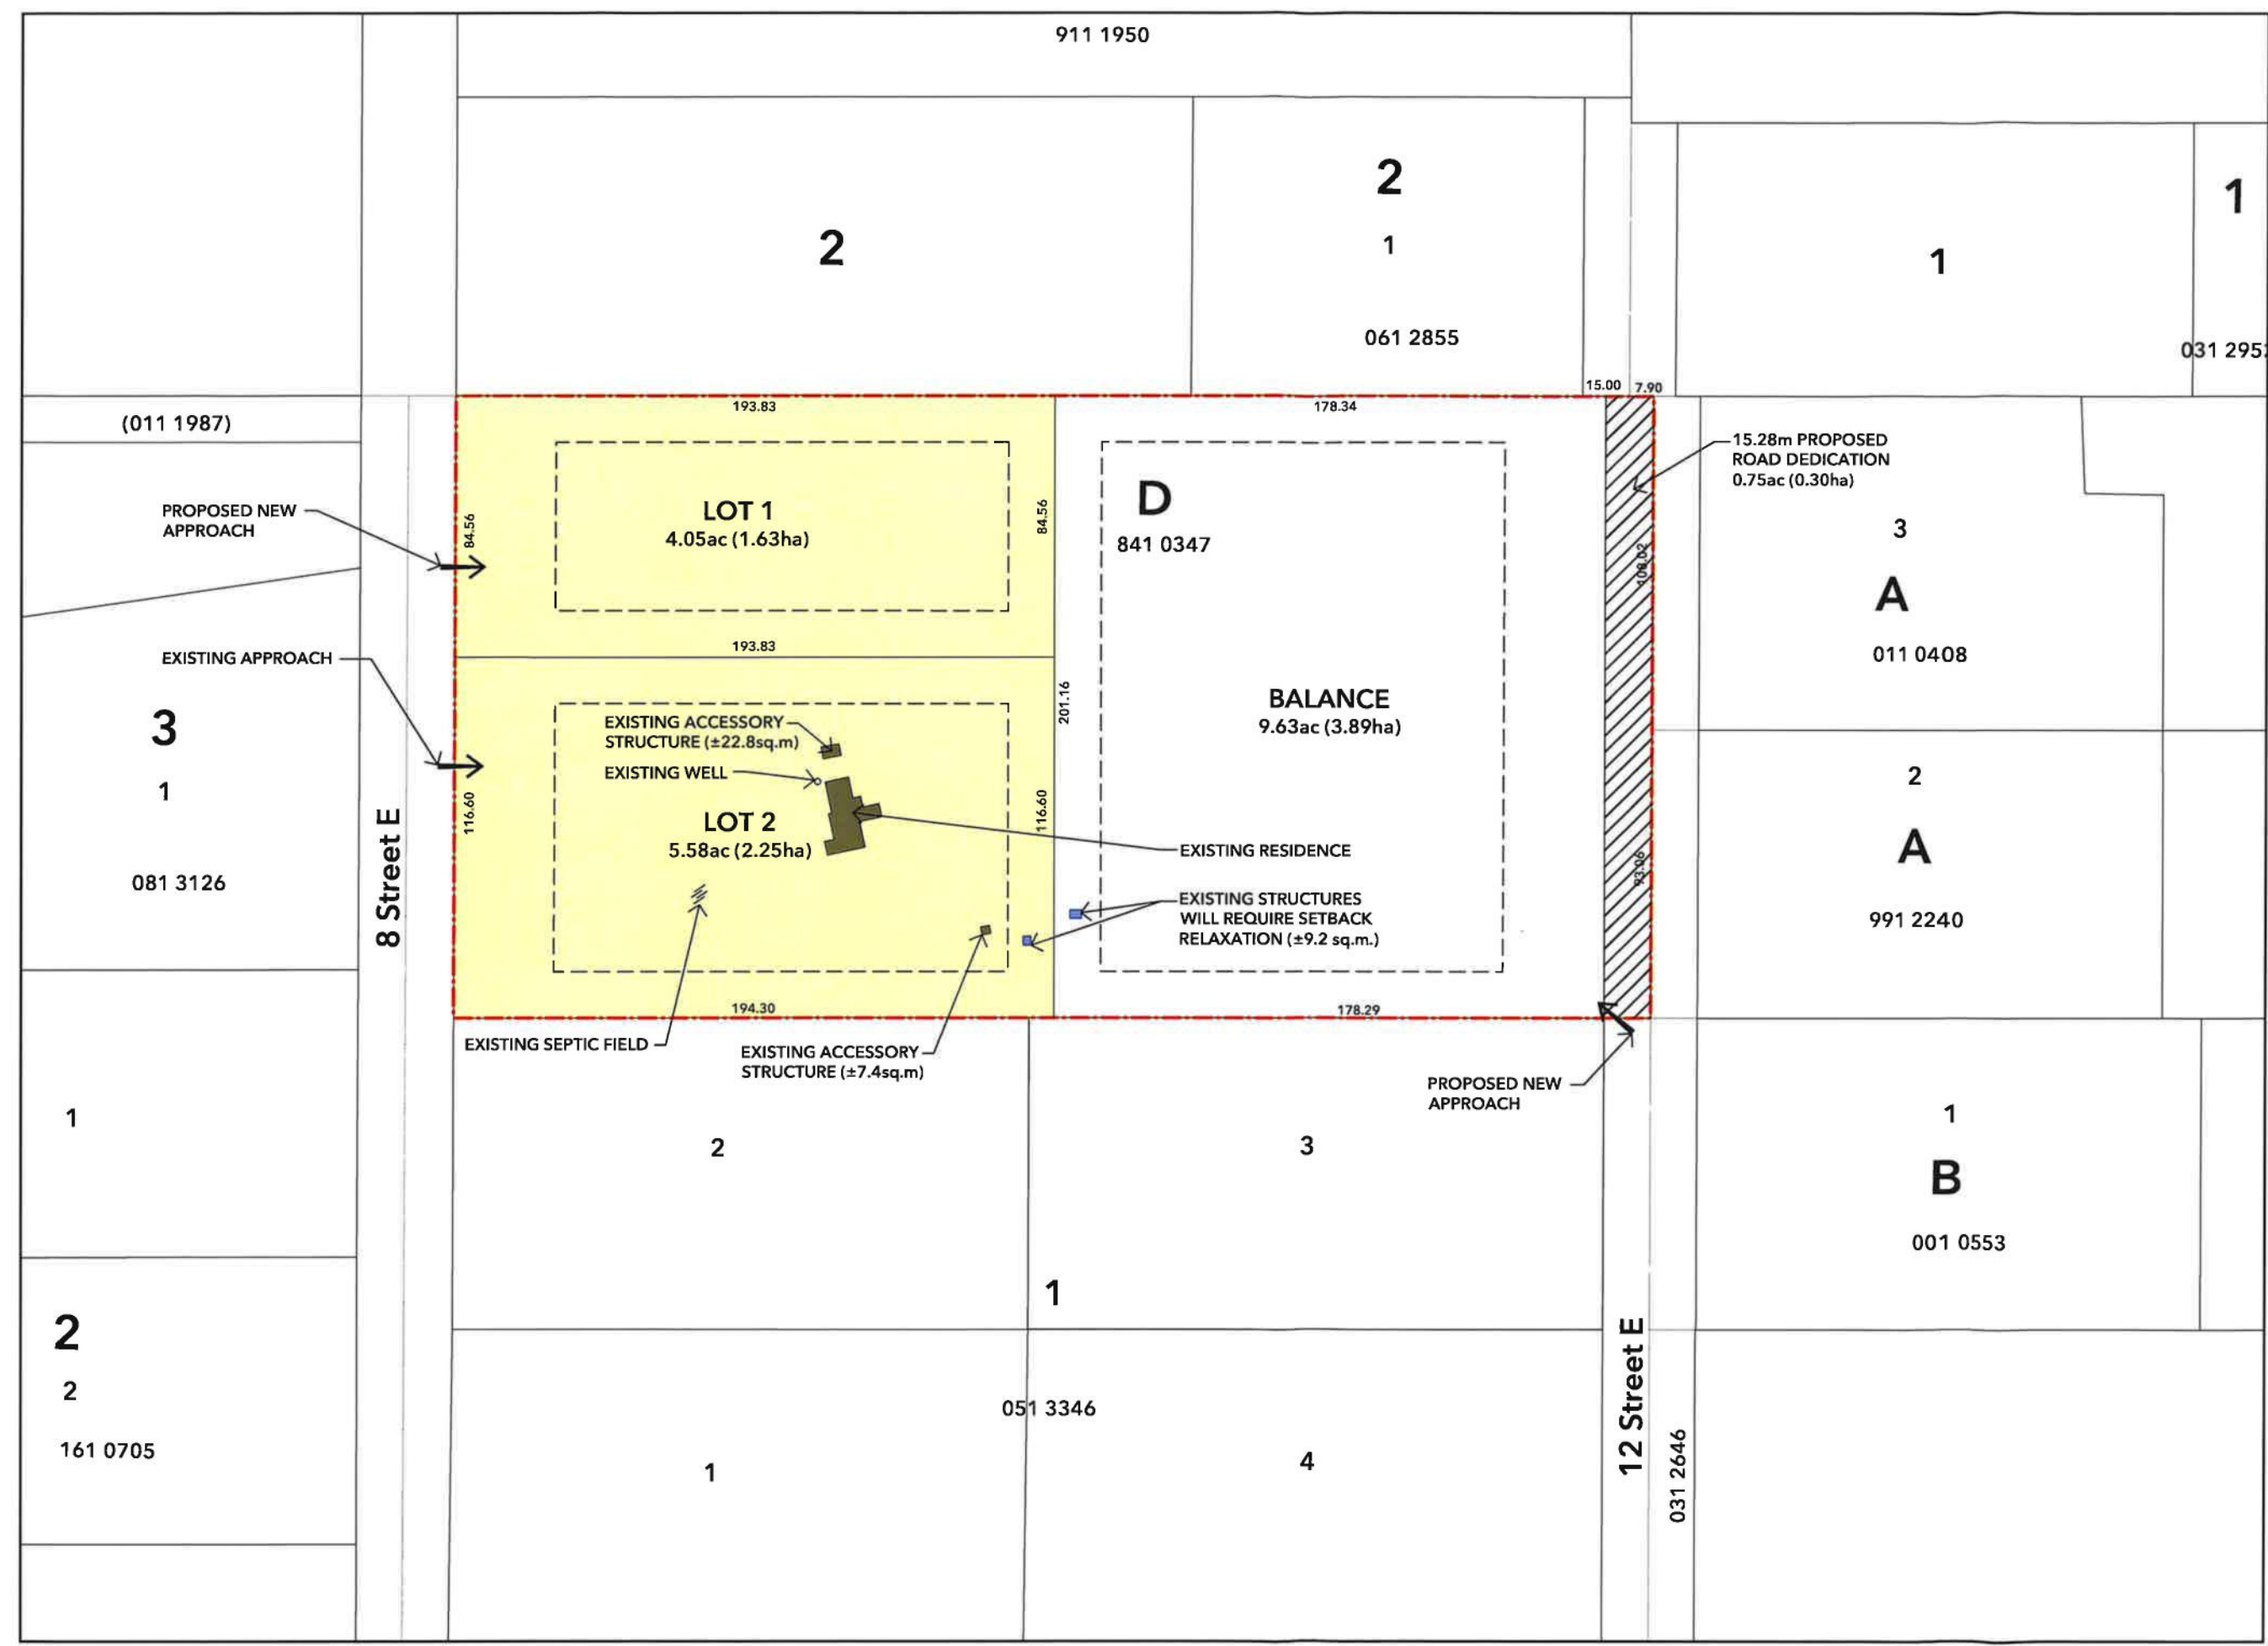 911 1950
2
2
1
061 2855
1
1
031 295
15.00
7.90
(011 1987)
193.83
178.34
15.28m PROPOSED
ROAD DEDICATION
0.75ac (0.30ha)
PROPOSED NEW
APPROACH
84.56
LOT 1
4.05ac (1.63ha)
84.56
D
841 0347
108.02
3
A
011 0408
193.83
EXISTING APPROACH
3
1
081 3126
8 Street E
116.60
EXISTING ACCESSORY
STRUCTURE (±22.8sq.m)
EXISTING WELL
LOT 2
5.58ac (2.25ha)
116.60
201.16
BALANCE
9.63ac (3.89ha)
EXISTING RESIDENCE
EXISTING STRUCTURES
WILL REQUIRE SETBACK
RELAXATION (±9.2 sq.m.)
93.06
2
A
991 2240
194.30
178.29
EXISTING SEPTIC FIELD
EXISTING ACCESSORY
STRUCTURE (±7.4sq.m)
PROPOSED NEW
APPROACH
1
2
3
1
B
001 0553
1
2
2
161 0705
051 3346
1
4
12 Street E
031 2646